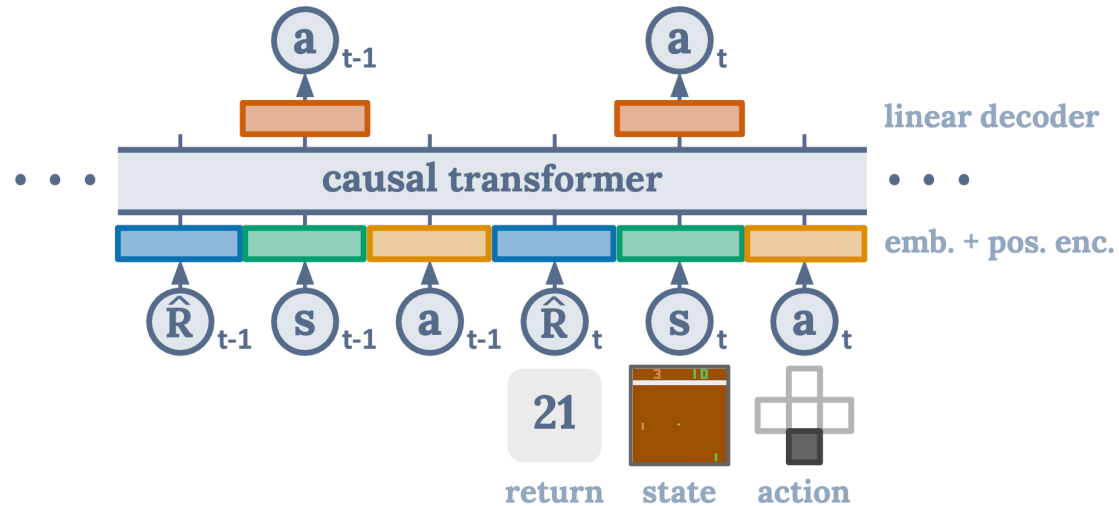 a t-1 a t
linear decoder
• • • causal transformer • • •
emb. + pos. enc.
R̂ t-1 s t-1 a t-1 R̂ t s t a t
3 10
21
return state action